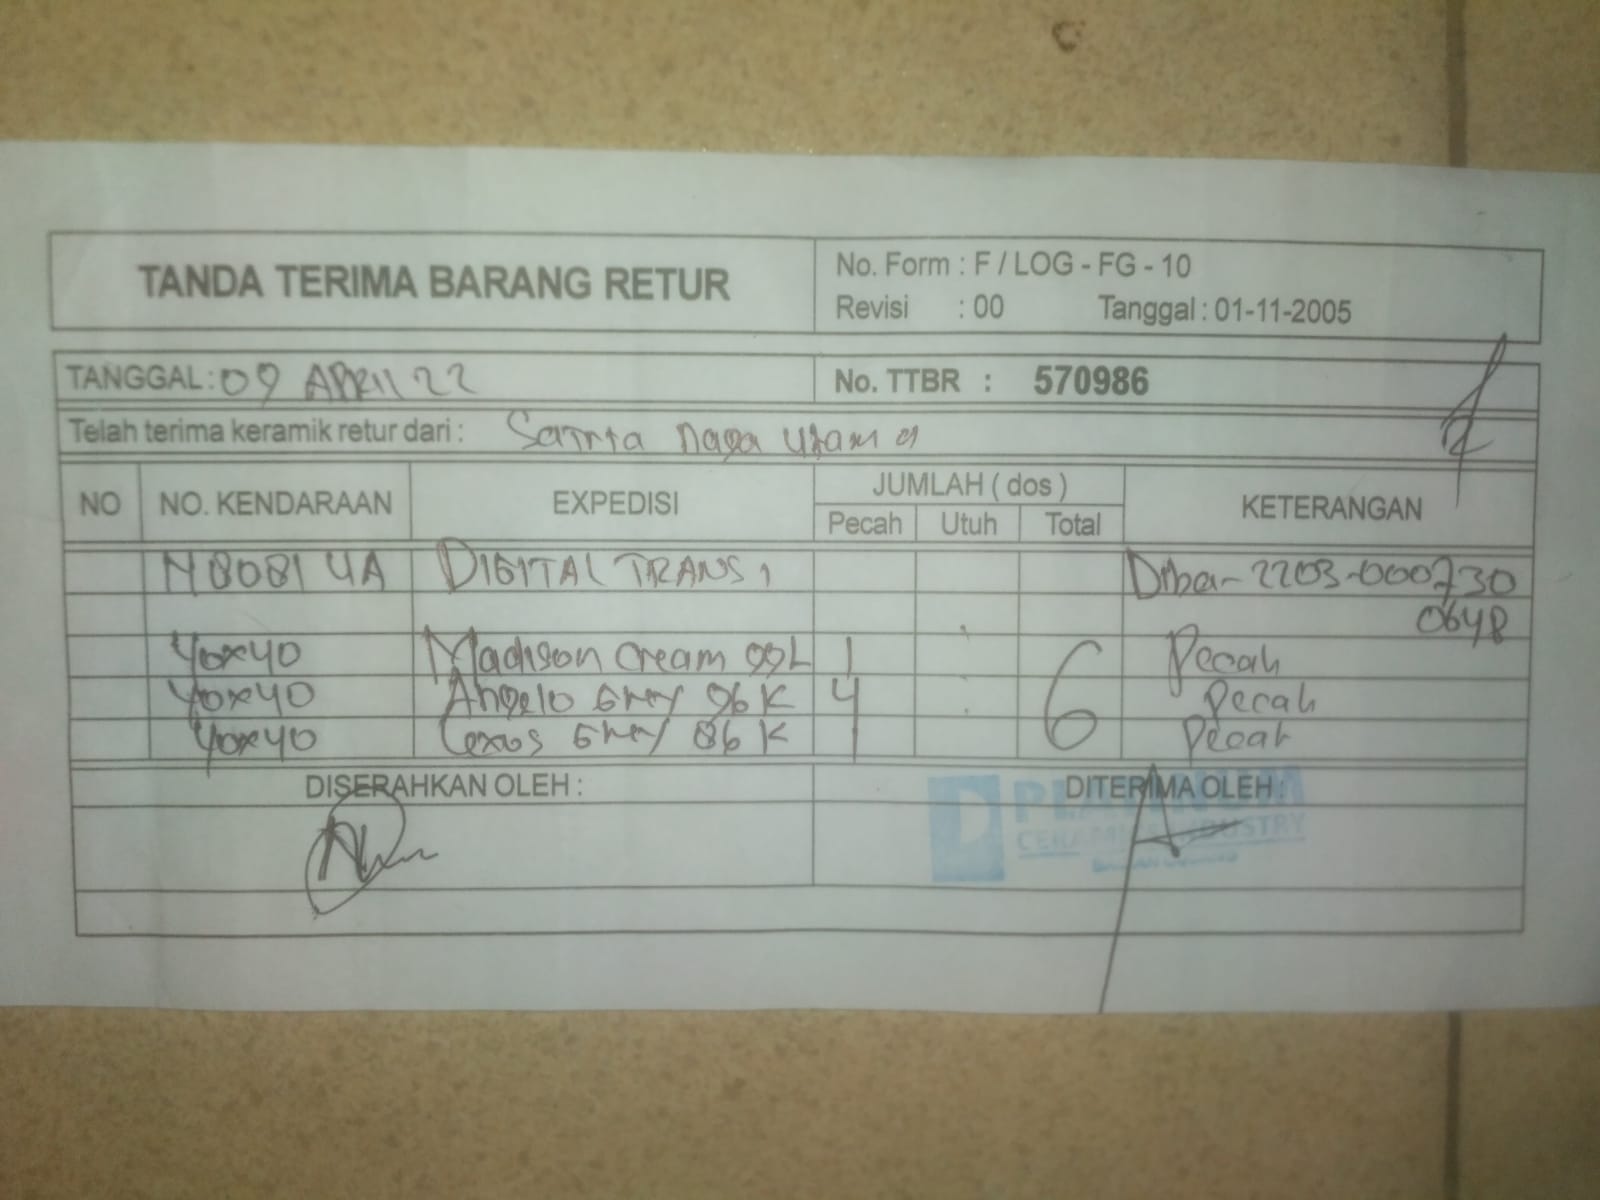 TANDA TERIMA BARANG RETUR
No. Form : F / LOG - FG - 10
Revisi : 00 Tanggal : 01-11-2005
TANGGAL : 09 APRIL 22
No. TTBR : 570986
Telah terima keramik retur dari : Satria naga utama
NO NO. KENDARAAN EXPEDISI JUMLAH ( dos ) KETERANGAN
Pecah Utuh Total
N 8081 UA DIGITAL TRANS 1 Drba-2203-000730
0648
40x40 Madison Cream 99L 1 Pecah
40x40 Angelo Grey 96 K 4 6 Pecah
40x40 Lexus Grey 86 K 1 Pecah
DISERAHKAN OLEH : DITERIMA OLEH :
PLATINUM
CERAMICS INDUSTRY